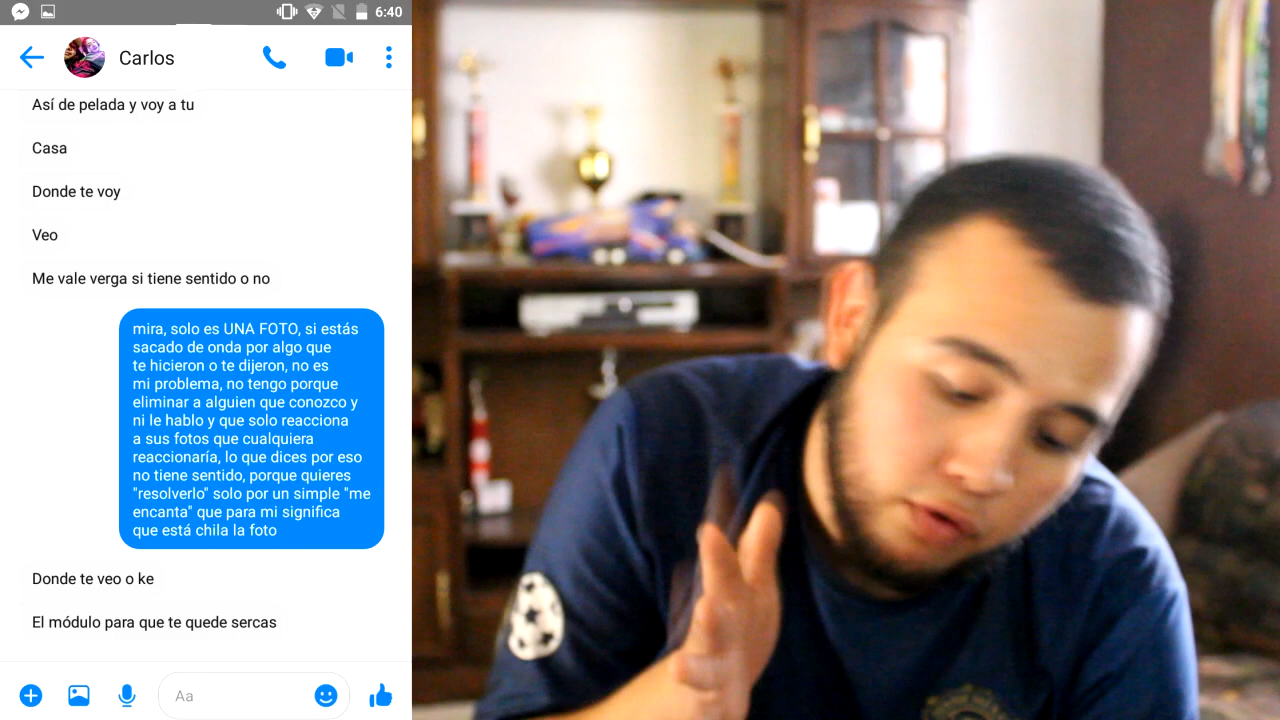 6:40
Carlos
Así de pelada y voy a tu
Casa
Donde te voy
Veo
Me vale verga si tiene sentido o no
mira, solo es UNA FOTO, si estás
sacado de onda por algo que
te hicieron o te dijeron, no es
mi problema, no tengo porque
eliminar a alguien que conozco y
ni le hablo y que solo reacciona
a sus fotos que cualquiera
reaccionaría, lo que dices por eso
no tiene sentido, porque quieres
"resolverlo" solo por un simple "me
encanta" que para mi significa
que está chila la foto
Donde te veo o ke
El módulo para que te quede sercas
Aa